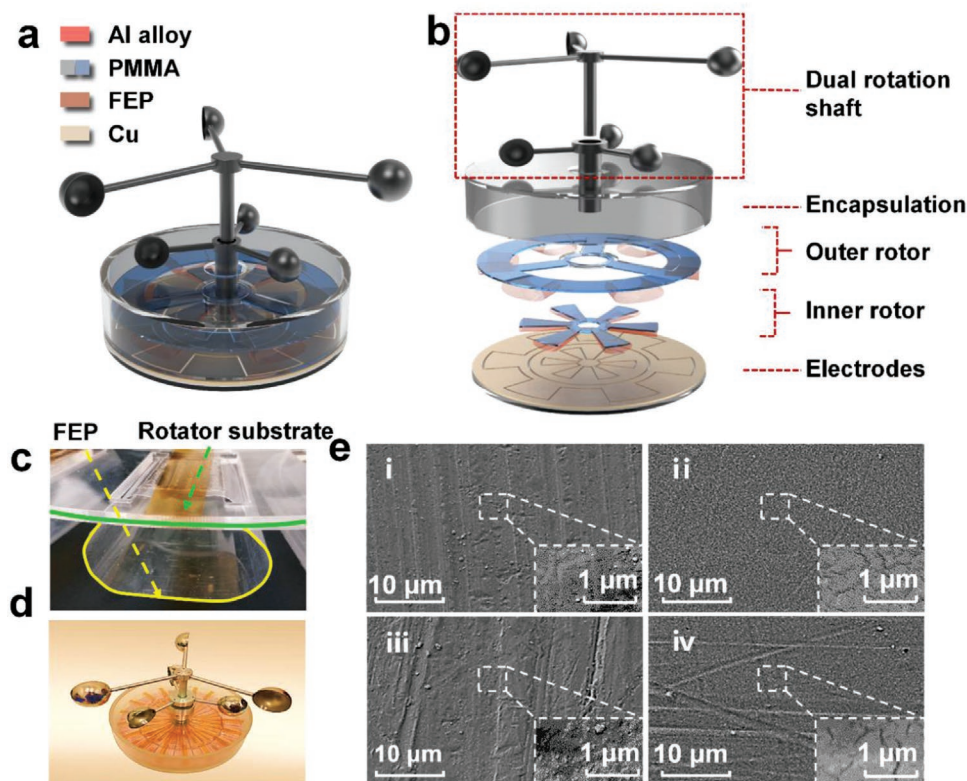 a
Al alloy
PMMA
FEP
Cu
b
Dual rotation
shaft
Encapsulation
Outer rotor
Inner rotor
Electrodes
c
FEP
Rotator substrate
d
e
i
10 μm
1 μm
ii
10 μm
1 μm
iii
10 μm
1 μm
iv
10 μm
1 μm